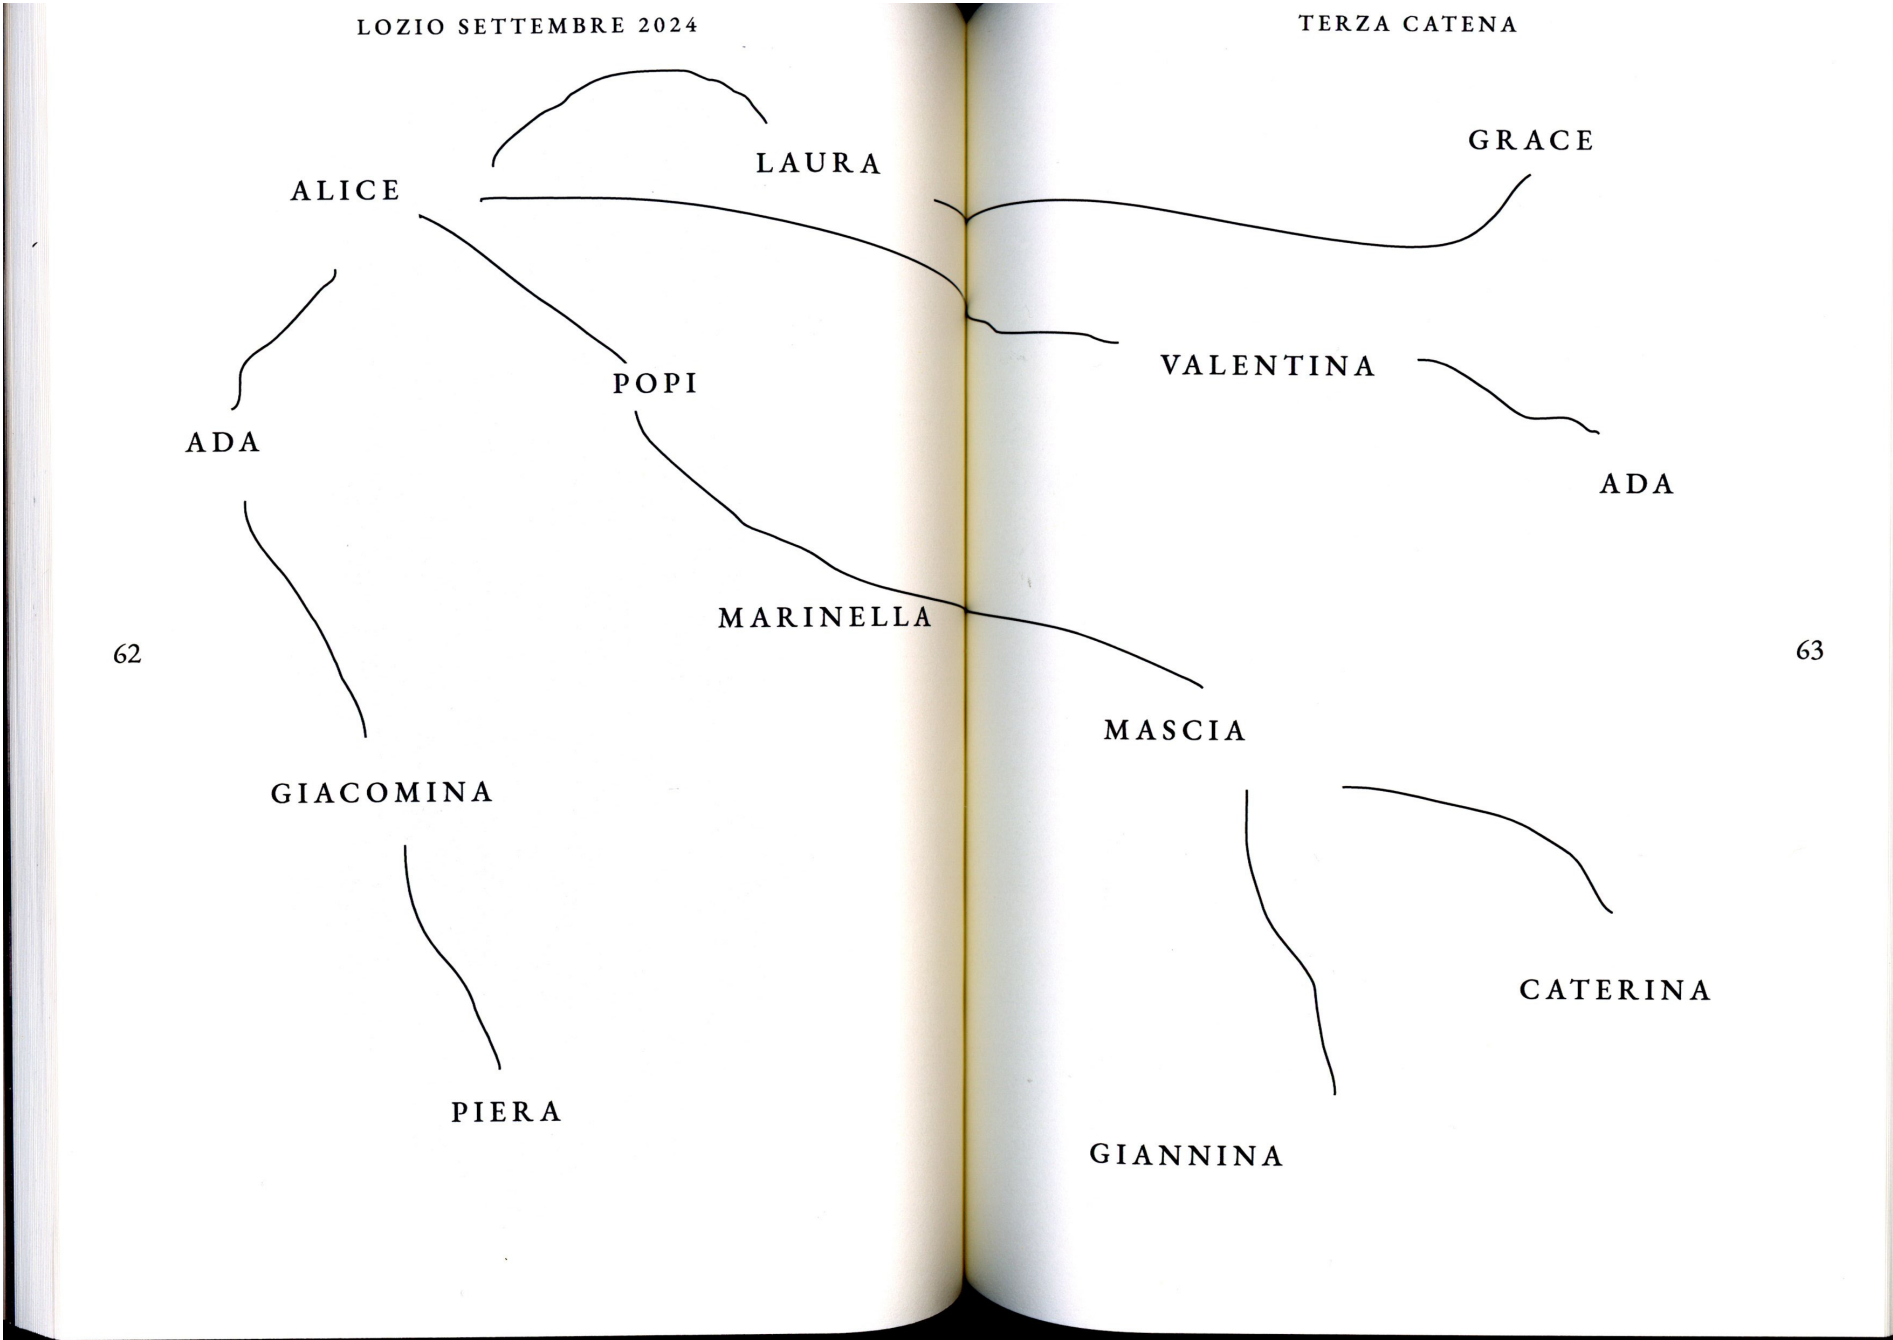 LOZIO SETTEMBRE 2024
LAURA
ALICE
POPI
ADA
MARINELLA
62
GIACOMINA
PIERA
TERZA CATENA
GRACE
VALENTINA
ADA
63
MASCIA
CATERINA
GIANNINA